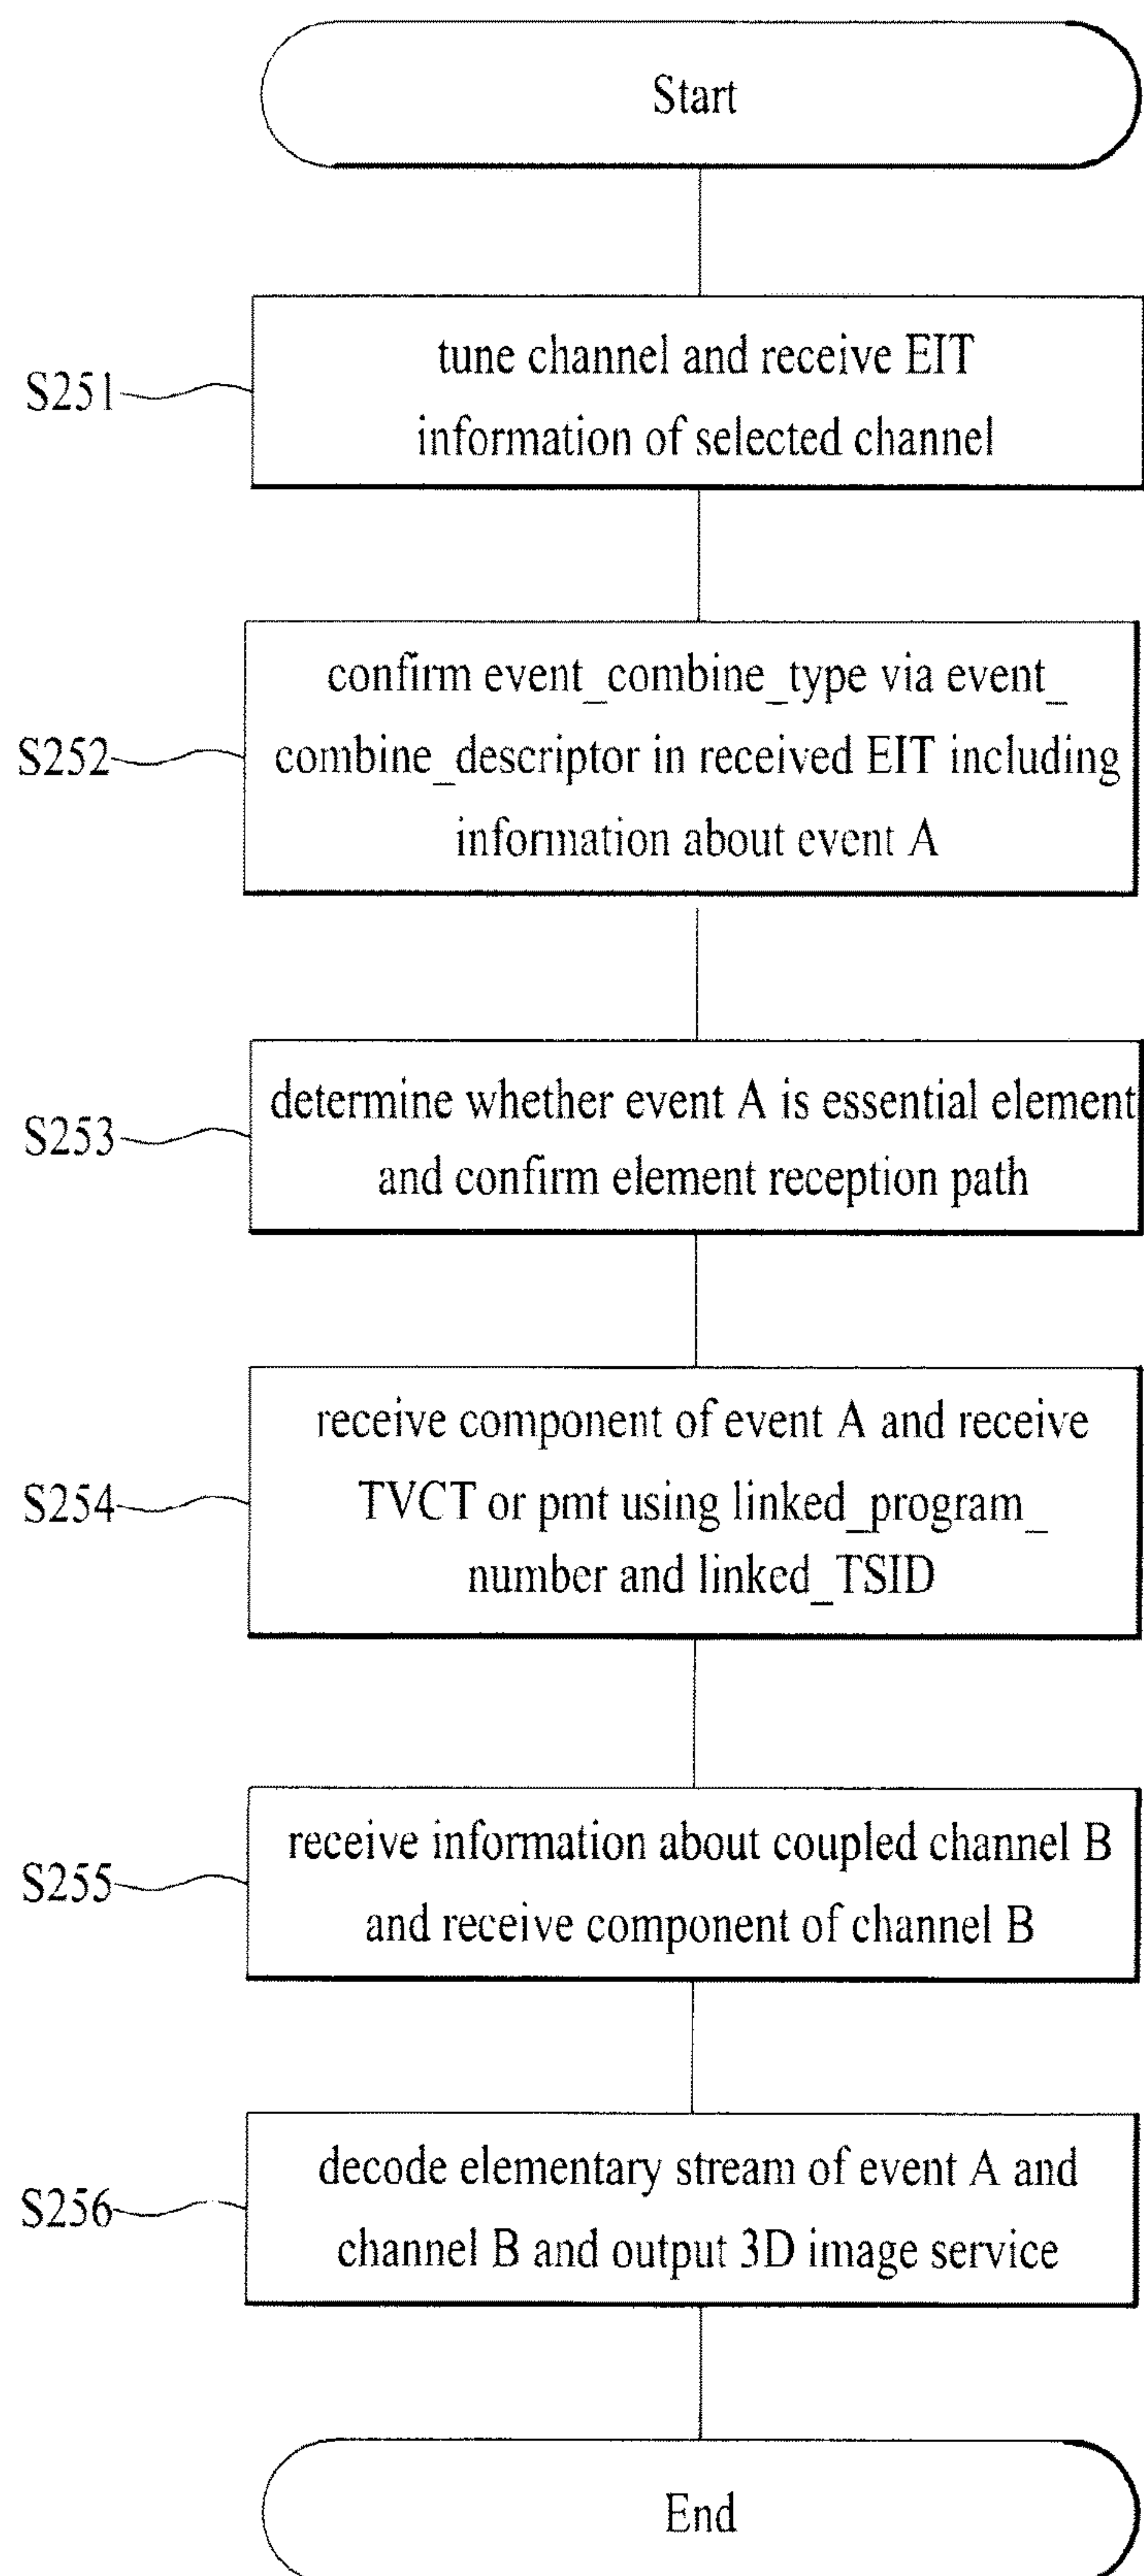 Start
S251
tune channel and receive EIT
information of selected channel
S252
confirm event_combine_type via event_
combine_descriptor in received EIT including
information about event A
S253
determine whether event A is essential element
and confirm element reception path
S254
receive component of event A and receive
TVCT or pmt using linked_program_
number and linked_TSID
S255
receive information about coupled channel B
and receive component of channel B
S256
decode elementary stream of event A and
channel B and output 3D image service
End